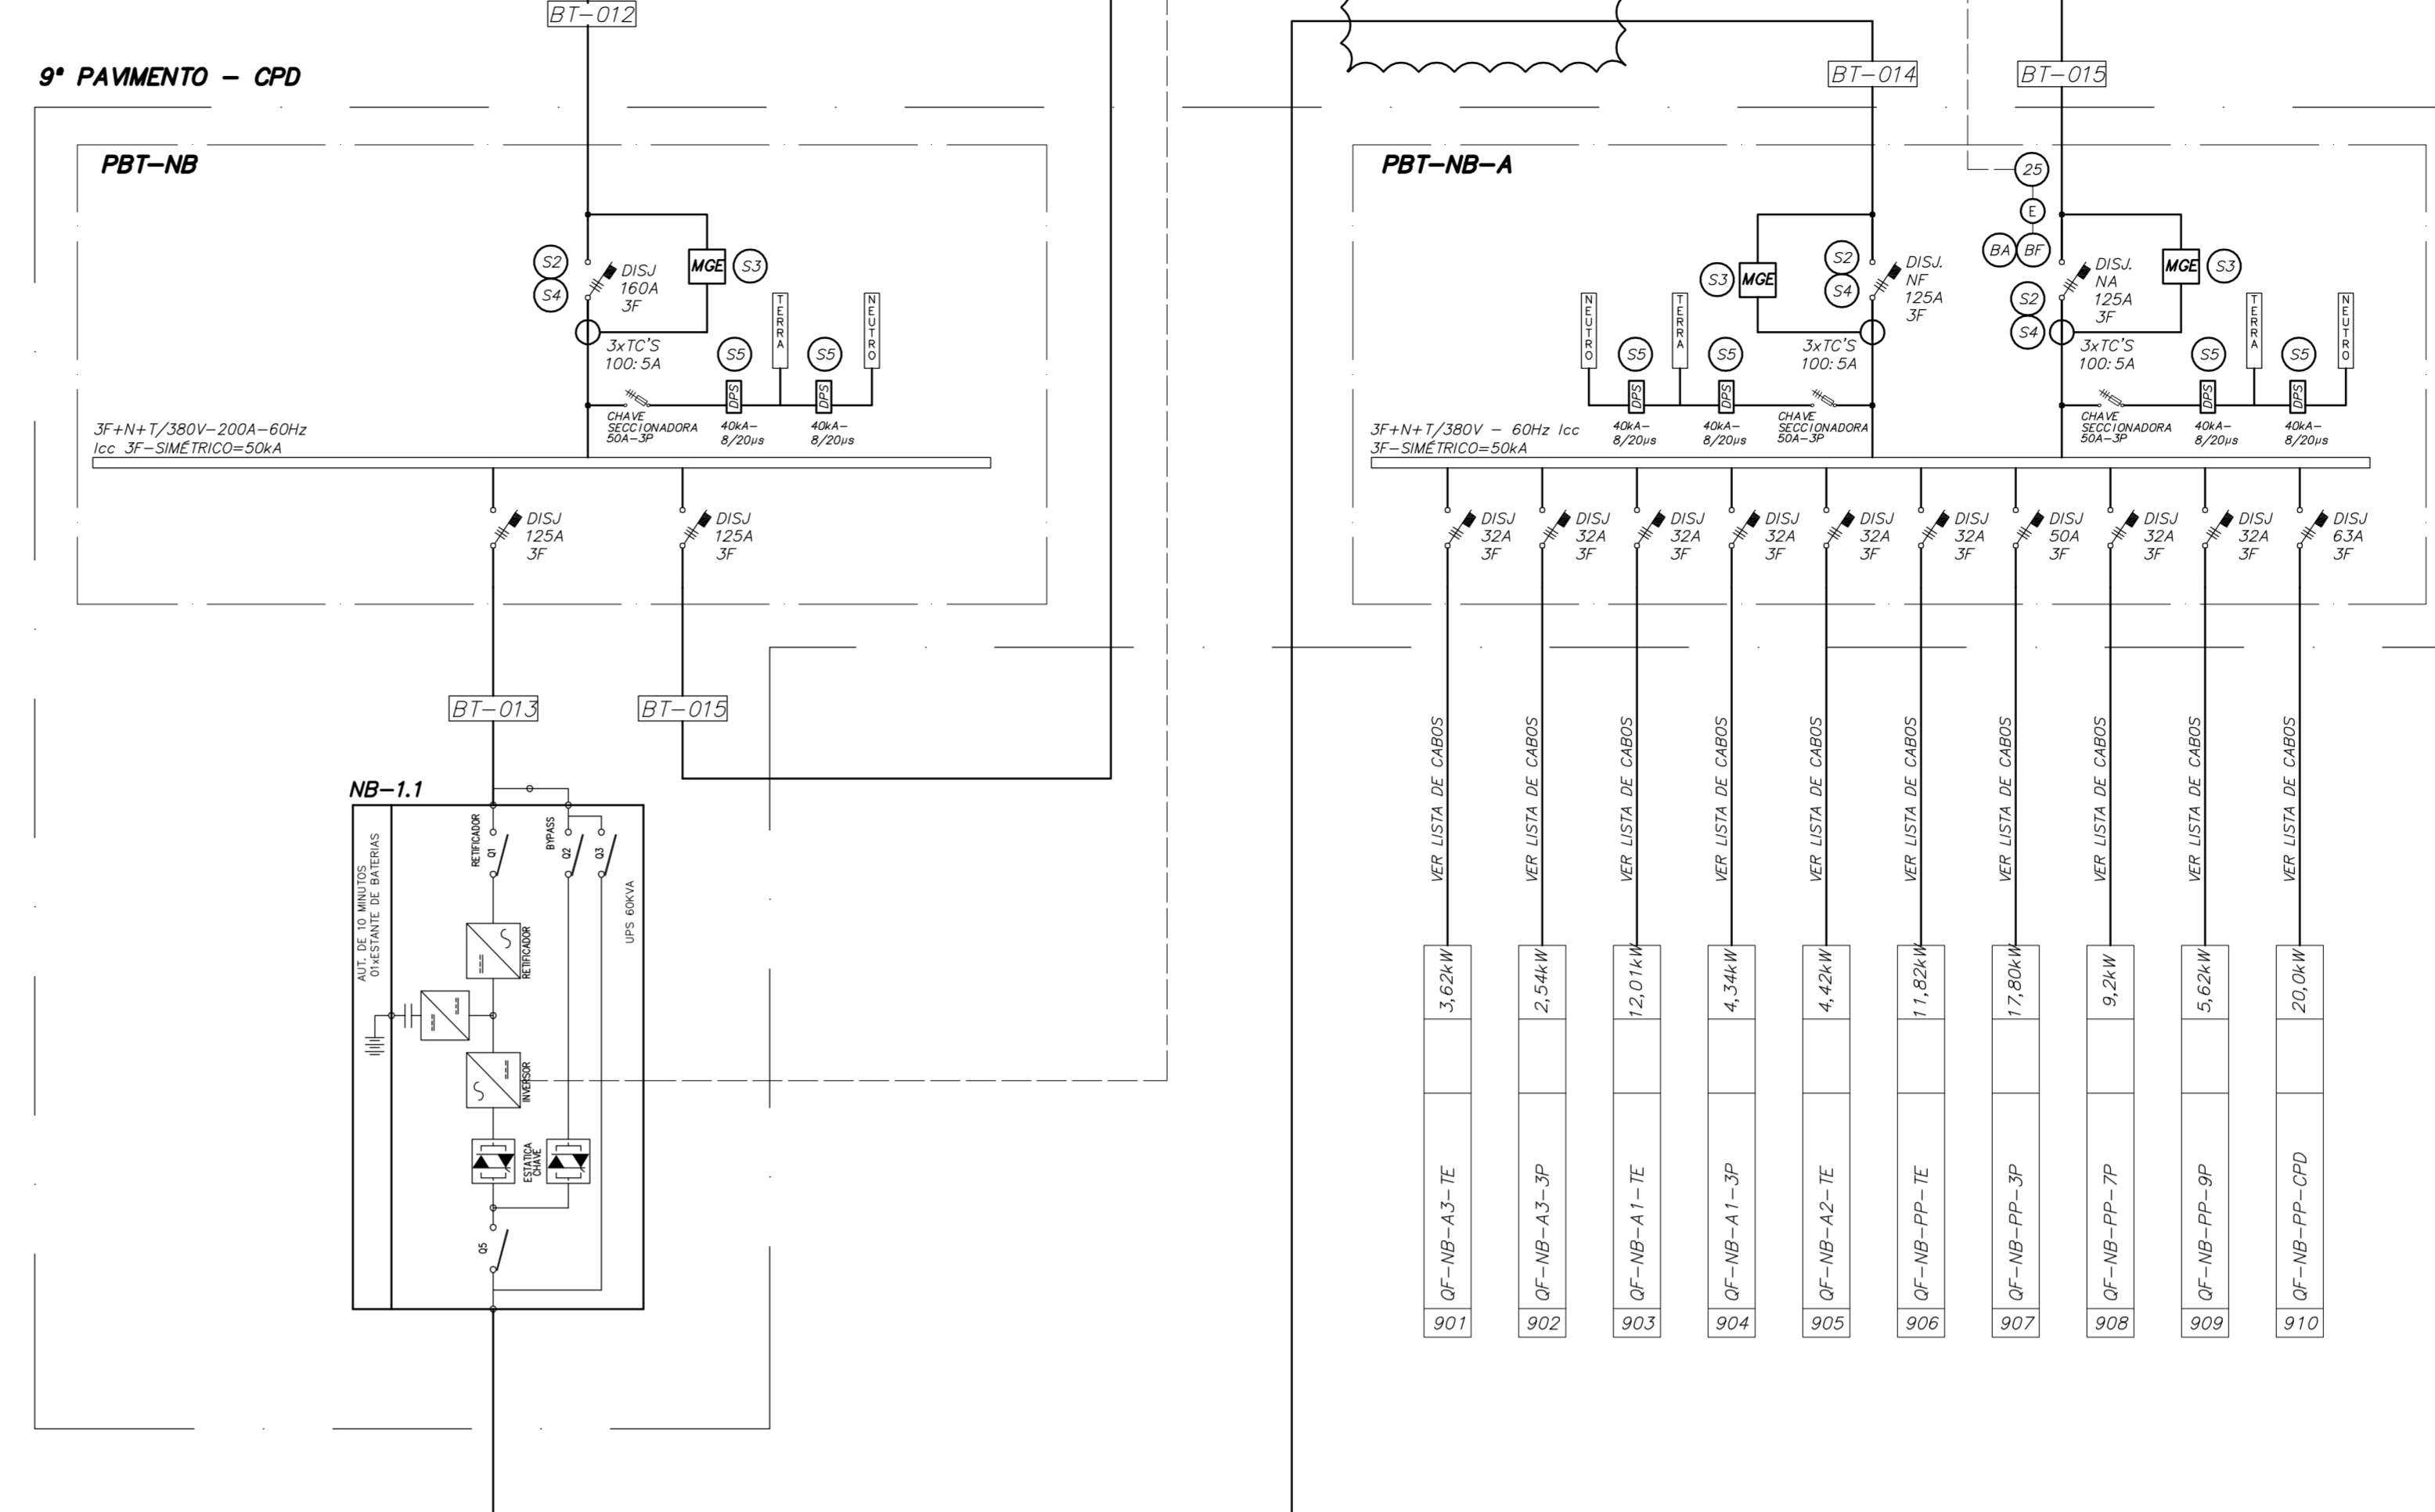 BT-012
9º PAVIMENTO - CPD
BT-014
BT-015
PBT-NB
S2
S4
DISJ
160A
3F
MGE
S3
3xTC'S
100:5A
S5
TERRA
S5
NEUTRO
DPS
DPS
CHAVE
SECCIONADORA
50A-3P
40kA-
8/20µs
40kA-
8/20µs
3F+N+T/380V-200A-60Hz
Icc 3F-SIMÉTRICO=50kA
DISJ
125A
3F
DISJ
125A
3F
BT-013
BT-015
PBT-NB-A
25
E
BA
BF
S3
MGE
S2
S4
DISJ.
NF
125A
3F
DISJ.
NA
125A
3F
S2
S4
MGE
S3
NEUTRO
S5
TERRA
S5
3xTC'S
100:5A
3xTC'S
100:5A
S5
TERRA
S5
NEUTRO
DPS
DPS
DPS
DPS
40kA-
8/20µs
40kA-
8/20µs
CHAVE
SECCIONADORA
50A-3P
CHAVE
SECCIONADORA
50A-3P
40kA-
8/20µs
40kA-
8/20µs
3F+N+T/380V - 60Hz Icc
3F-SIMÉTRICO=50kA
DISJ
32A
3F
DISJ
32A
3F
DISJ
32A
3F
DISJ
32A
3F
DISJ
32A
3F
DISJ
32A
3F
DISJ
50A
3F
DISJ
32A
3F
DISJ
32A
3F
DISJ
63A
3F
NB-1.1
AUT. DE 10 MINUTOS
01xESTANTE DE BATERIAS
RETIFICADOR
Q1
BYPASS
Q2
Q3
UPS 60KVA
RETIFICADOR
INVERSOR
ESTATICA
CHAVE
Q5
VER LISTA DE CABOS
VER LISTA DE CABOS
VER LISTA DE CABOS
VER LISTA DE CABOS
VER LISTA DE CABOS
VER LISTA DE CABOS
VER LISTA DE CABOS
VER LISTA DE CABOS
VER LISTA DE CABOS
VER LISTA DE CABOS
3,62kW
2,54kW
12,01kW
4,34kW
4,42kW
11,82kW
17,80kW
9,2kW
5,62kW
20,0kW
QF-NB-A3-TE
QF-NB-A3-3P
QF-NB-A1-TE
QF-NB-A1-3P
QF-NB-A2-TE
QF-NB-PP-TE
QF-NB-PP-3P
QF-NB-PP-7P
QF-NB-PP-9P
QF-NB-PP-CPD
901
902
903
904
905
906
907
908
909
910